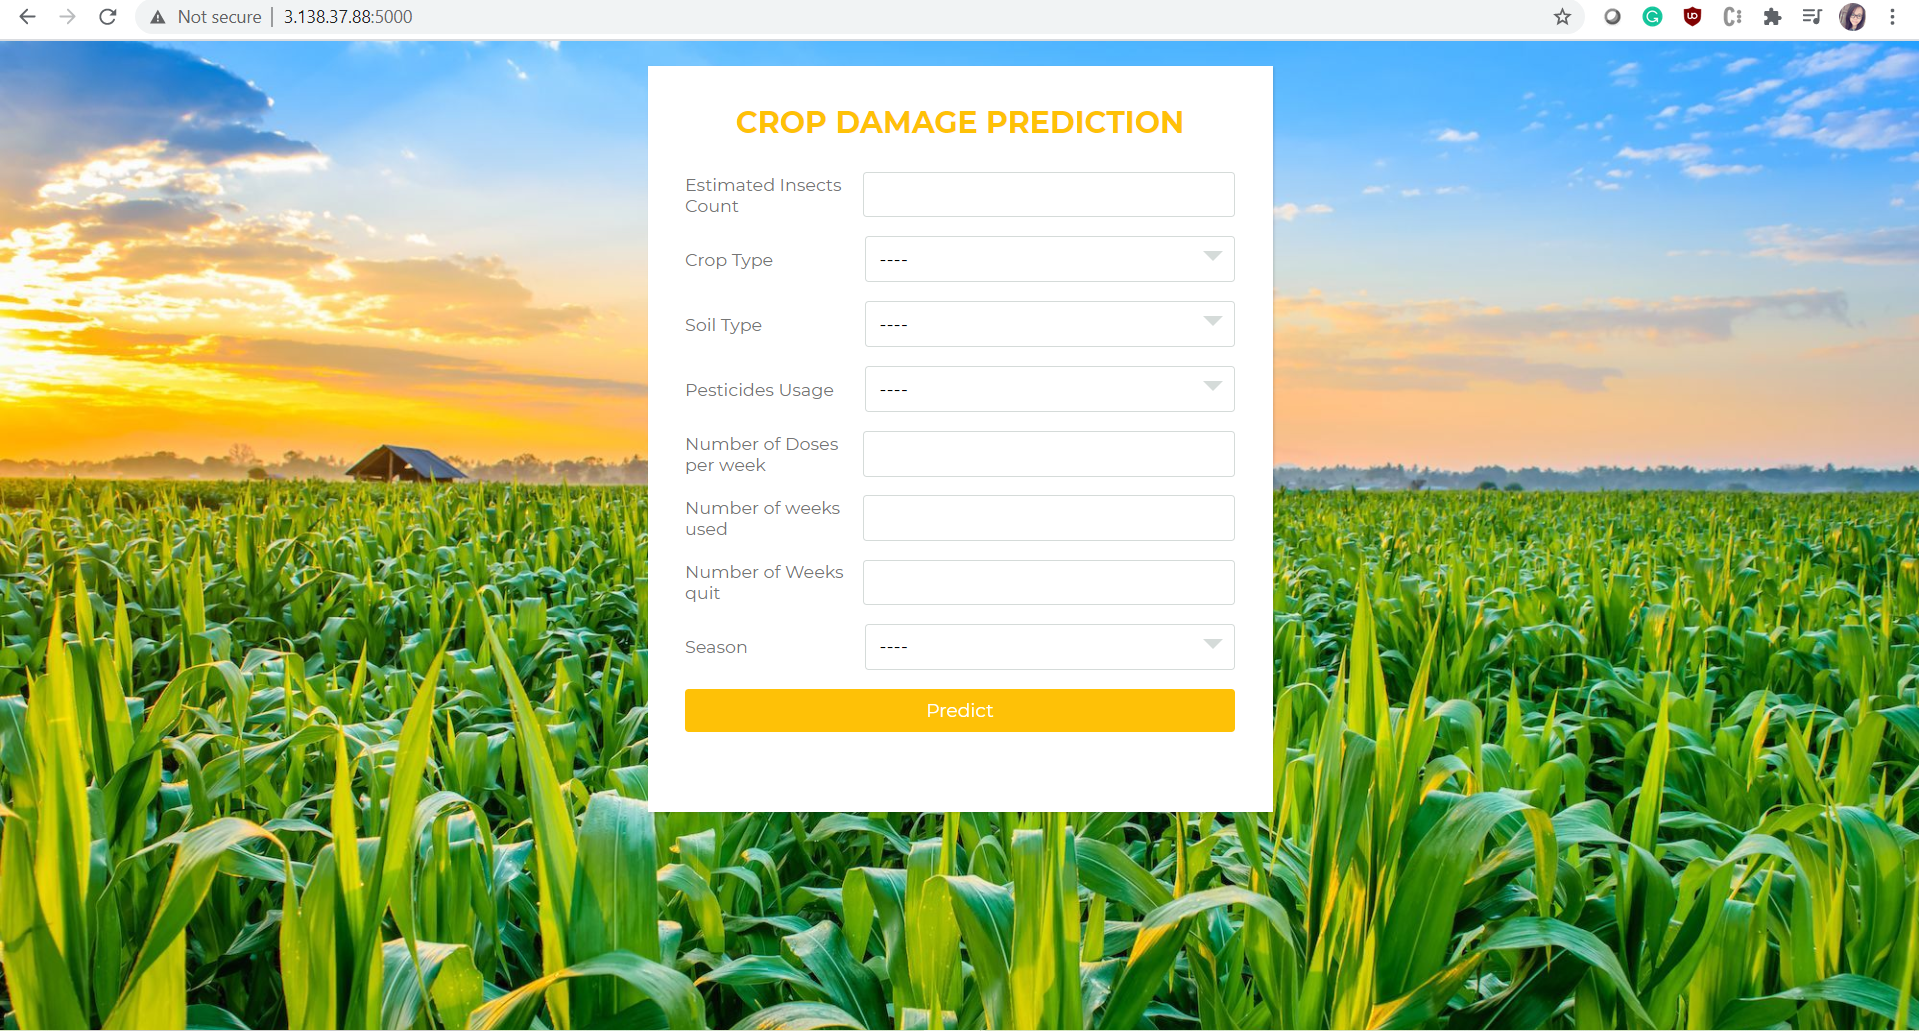 Not secure | 3.138.37.88:5000
CROP DAMAGE PREDICTION
Estimated Insects
Count
Crop Type
----
Soil Type
----
Pesticides Usage
----
Number of Doses
per week
Number of weeks
used
Number of Weeks
quit
Season
----
Predict